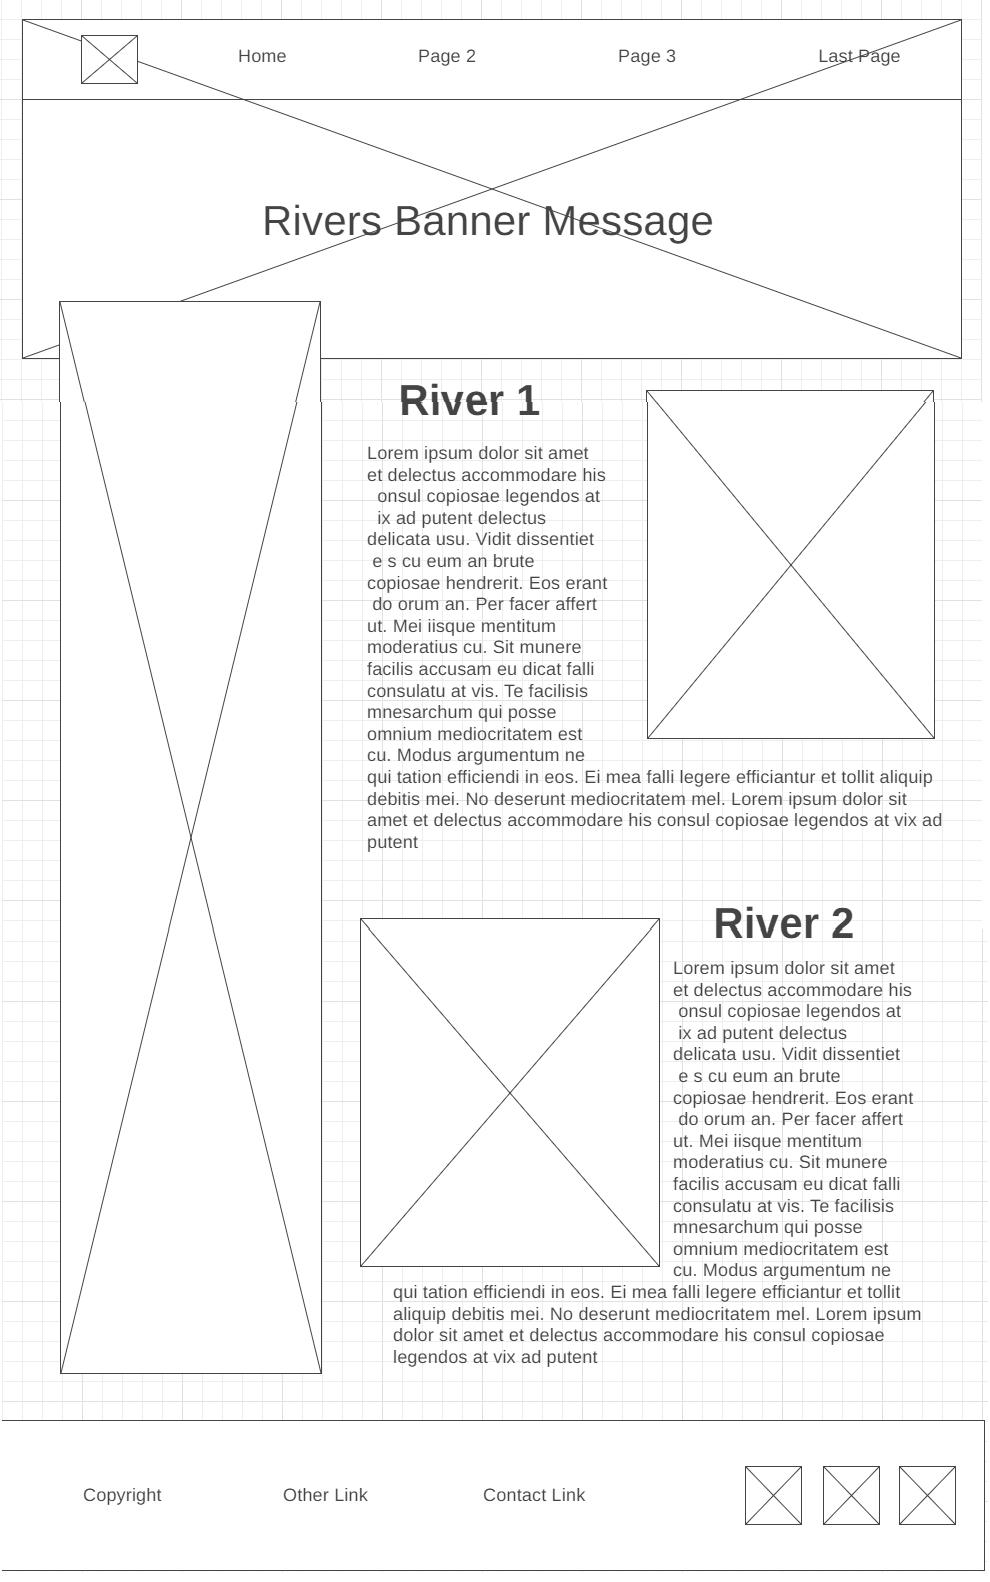 Home Page 2 Page 3 Last Page
Rivers Banner Message
River 1
Lorem ipsum dolor sit amet
et delectus accommodare his
onsul copiosae legendos at
ix ad putent delectus
delicata usu. Vidit dissentiet
e s cu eum an brute
copiosae hendrerit. Eos erant
do orum an. Per facer affert
ut. Mei iisque mentitum
moderatius cu. Sit munere
facilis accusam eu dicat falli
consulatu at vis. Te facilisis
mnesarchum qui posse
omnium mediocritatem est
cu. Modus argumentum ne
qui tation efficiendi in eos. Ei mea falli legere efficiantur et tollit aliquip
debitis mei. No deserunt mediocritatem mel. Lorem ipsum dolor sit
amet et delectus accommodare his consul copiosae legendos at vix ad
putent
River 2
Lorem ipsum dolor sit amet
et delectus accommodare his
onsul copiosae legendos at
ix ad putent delectus
delicata usu. Vidit dissentiet
e s cu eum an brute
copiosae hendrerit. Eos erant
do orum an. Per facer affert
ut. Mei iisque mentitum
moderatius cu. Sit munere
facilis accusam eu dicat falli
consulatu at vis. Te facilisis
mnesarchum qui posse
omnium mediocritatem est
cu. Modus argumentum ne
qui tation efficiendi in eos. Ei mea falli legere efficiantur et tollit
aliquip debitis mei. No deserunt mediocritatem mel. Lorem ipsum
dolor sit amet et delectus accommodare his consul copiosae
legendos at vix ad putent
Copyright Other Link Contact Link